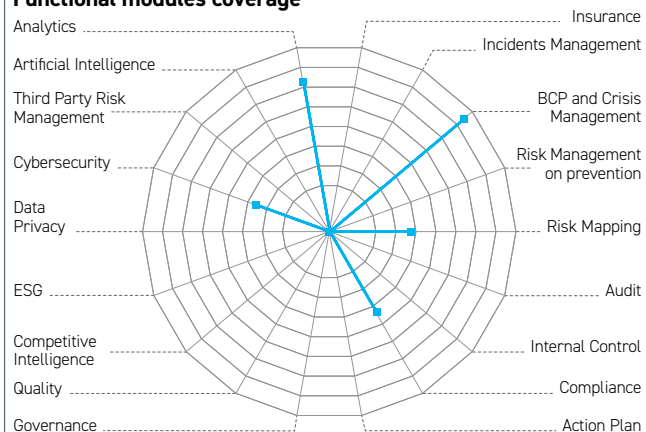 Functional modules coverage
Analytics
Insurance
Incidents Management
Artificial Intelligence
Third Party Risk
Management
BCP and Crisis
Management
Cybersecurity
Risk Management
on prevention
Data
Privacy
Risk Mapping
ESG
Audit
Competitive
Intelligence
Internal Control
Quality
Compliance
Governance
Action Plan